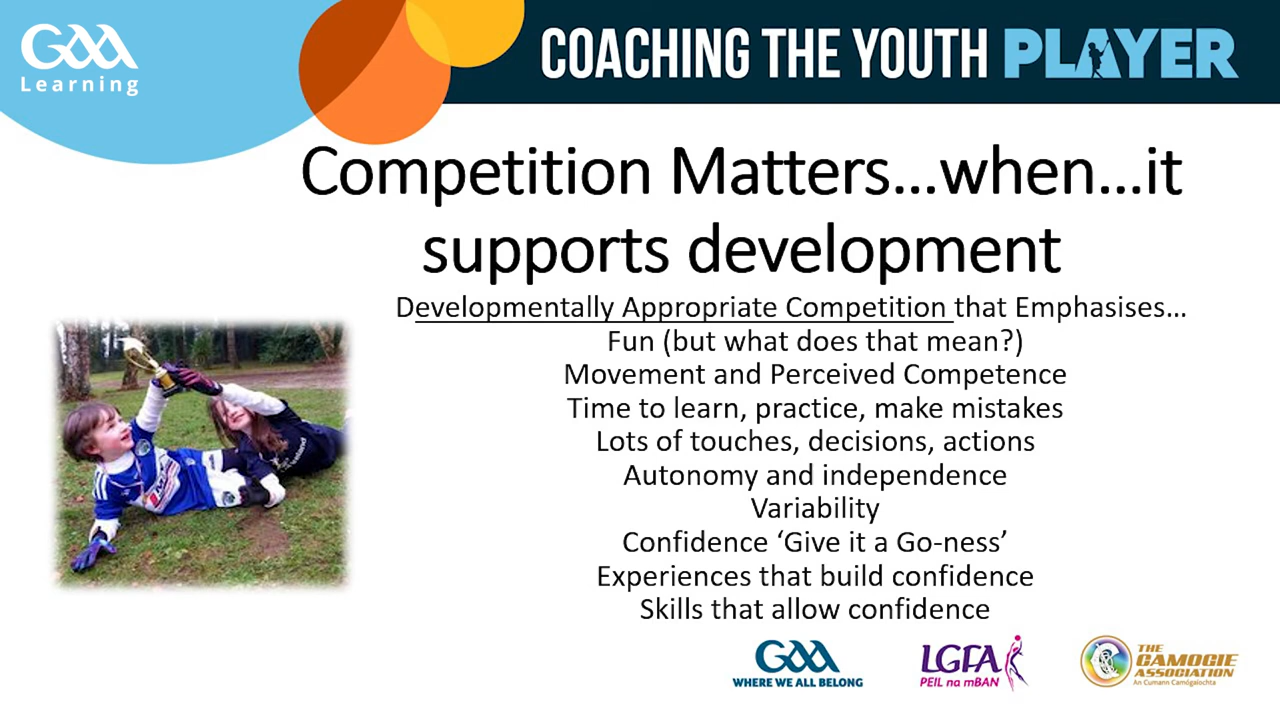 GAA
Learning
COACHING THE YOUTH PLAYER
Competition Matters...when...it
supports development
Developmentally Appropriate Competition that Emphasises...
Fun (but what does that mean?)
Movement and Perceived Competence
Time to learn, practice, make mistakes
Lots of touches, decisions, actions
Autonomy and independence
Variability
Confidence ‘Give it a Go-ness’
Experiences that build confidence
Skills that allow confidence
GAA
WHERE WE ALL BELONG
LGFA
PEIL na mBAN
THE
CAMOGIE
ASSOCIATION
An Cumann Camógaíochta